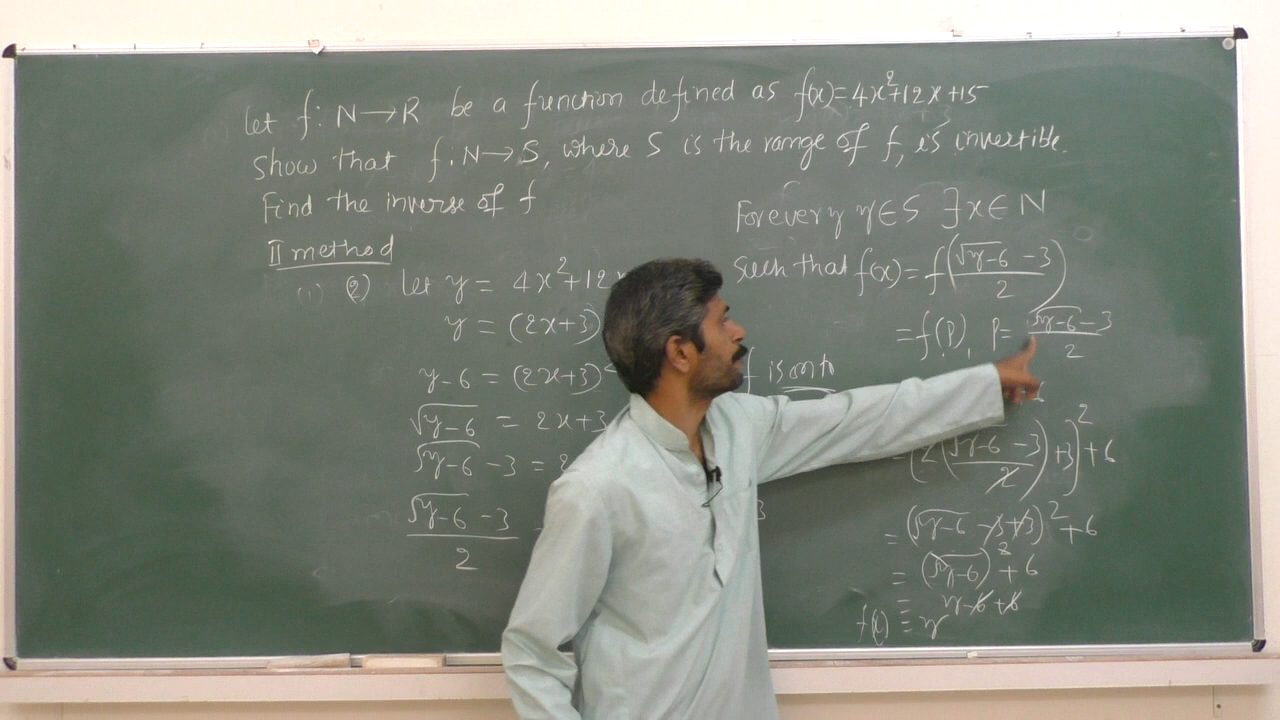 Let f: N→R be a function defined as f(x)=4x²+12x+15
Show that f: N→S, where S is the range of f, is invertible.
Find the inverse of f
II method
(1) (2) Let y = 4x²+12
y = (2x+3)
y-6 = (2x+3)²
√y-6 = 2x+3
√y-6 -3 =
√y-6 -3 / 2
For every y∈S ∃x∈N
Such that f(x)= f(√y-6 -3 / 2)
= f(P), P= √y-6 -3 / 2
f is onto
= (2(√y-6 -3 / 2)+3)²+6
= (√y-6 -3+3)²+6
= (√y-6)²+6
= y-6+6
= y